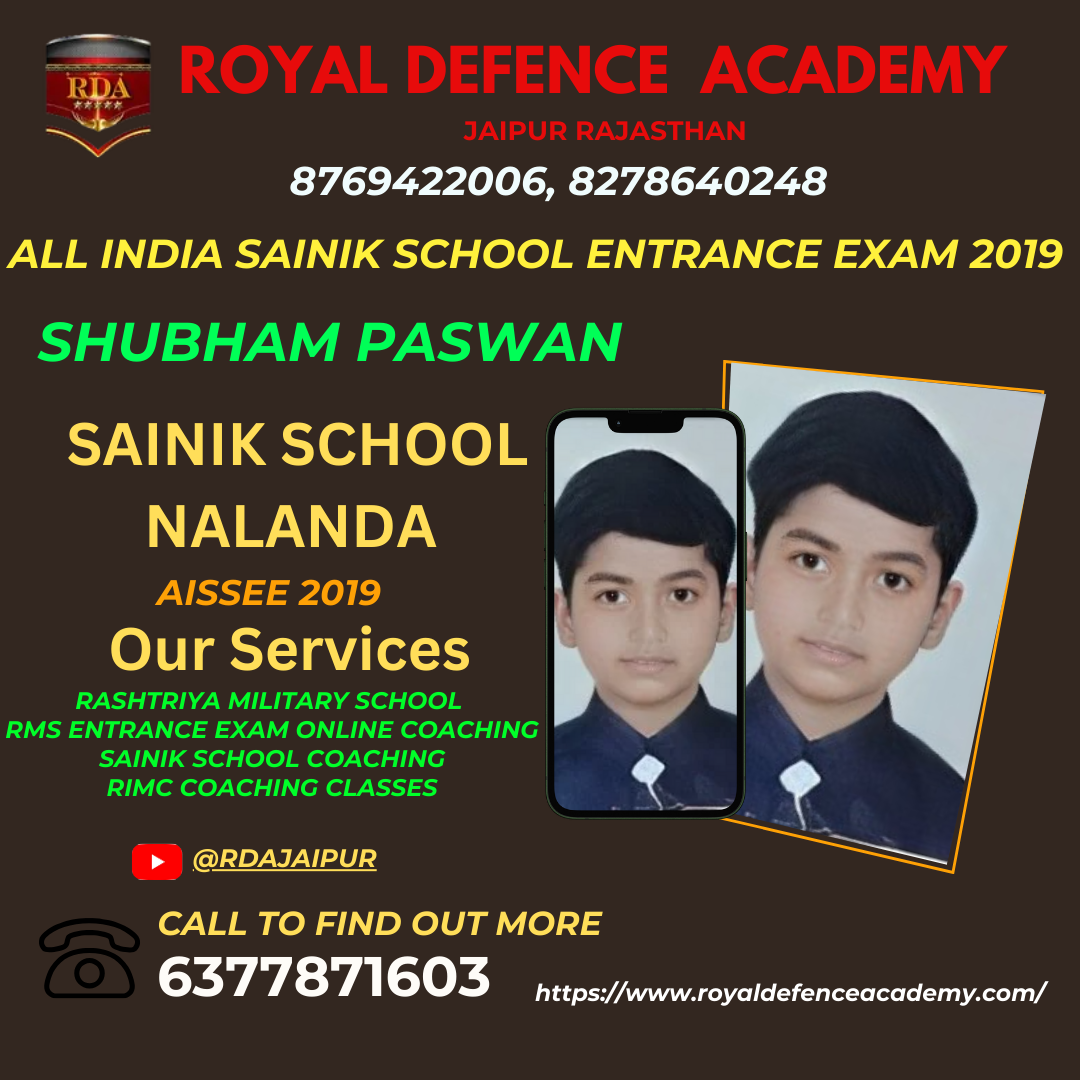 RDA
ROYAL DEFENCE ACADEMY
JAIPUR RAJASTHAN
8769422006, 8278640248
ALL INDIA SAINIK SCHOOL ENTRANCE EXAM 2019
SHUBHAM PASWAN
SAINIK SCHOOL
NALANDA
AISSEE 2019
Our Services
RASHTRIYA MILITARY SCHOOL
RMS ENTRANCE EXAM ONLINE COACHING
SAINIK SCHOOL COACHING
RIMC COACHING CLASSES
@RDAJAIPUR
CALL TO FIND OUT MORE
6377871603
https://www.royaldefenceacademy.com/